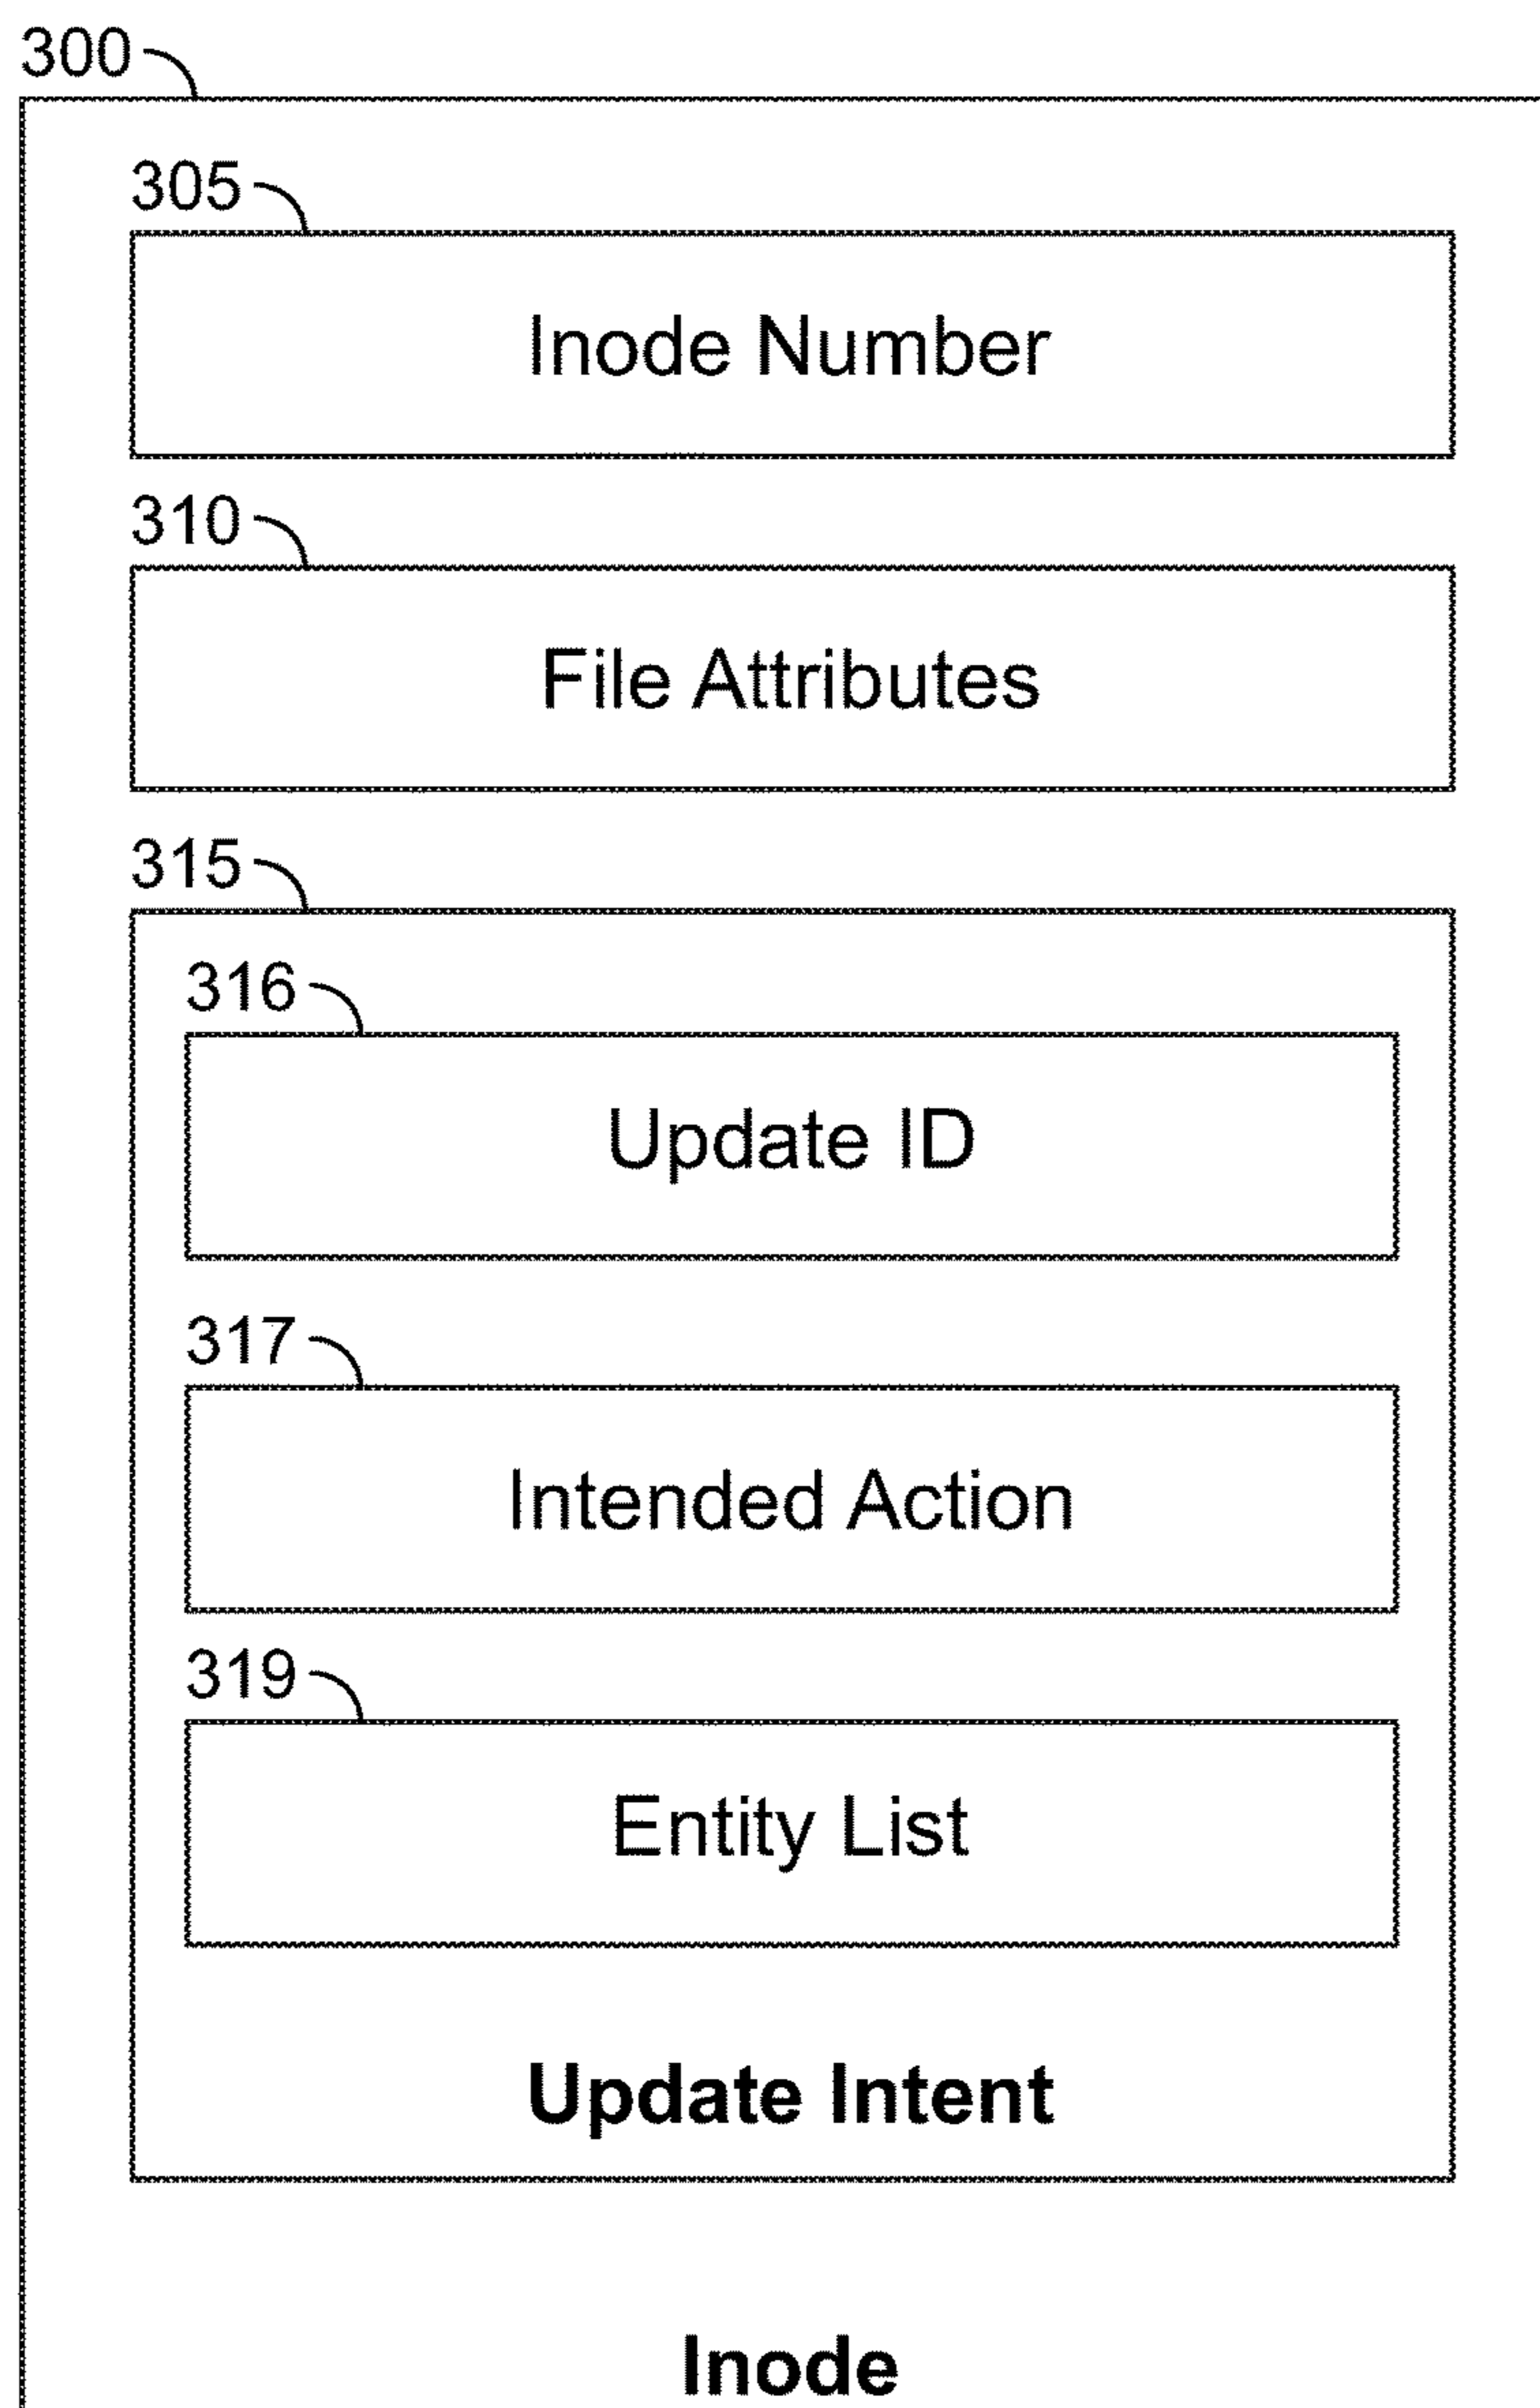 300
305
Inode Number
310
File Attributes
315
316
Update ID
317
Intended Action
319
Entity List
Update Intent
Inode